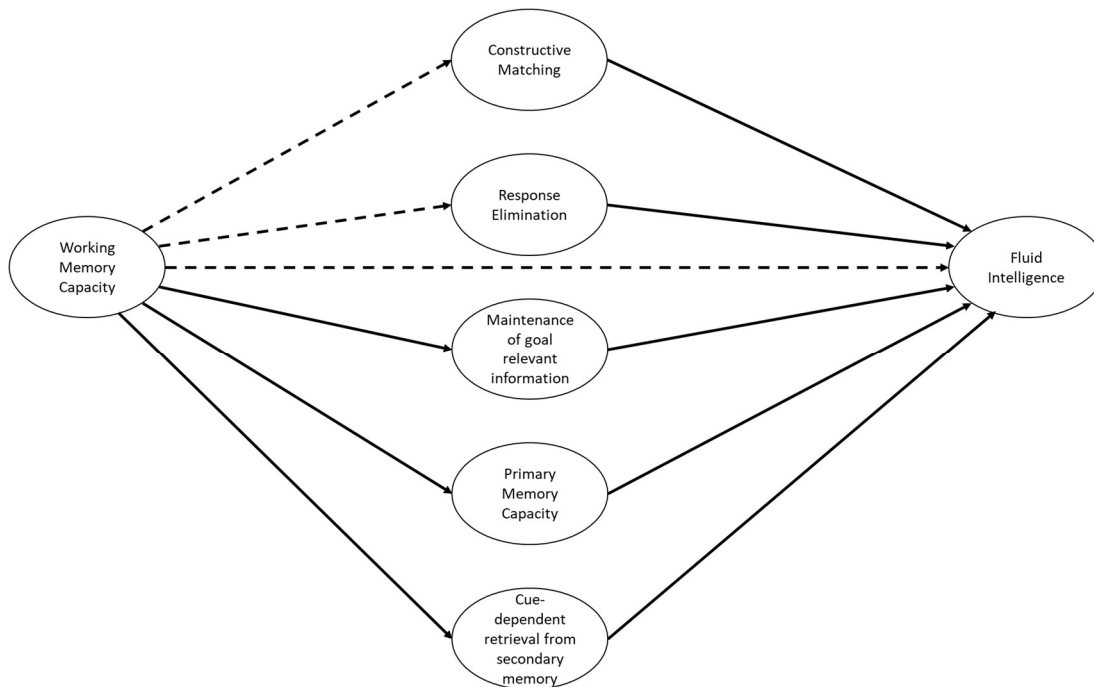 Constructive
Matching
Response
Elimination
Working
Memory
Capacity
Fluid
Intelligence
Maintenance
of goal
relevant
information
Primary
Memory
Capacity
Cue-
dependent
retrieval from
secondary
memory